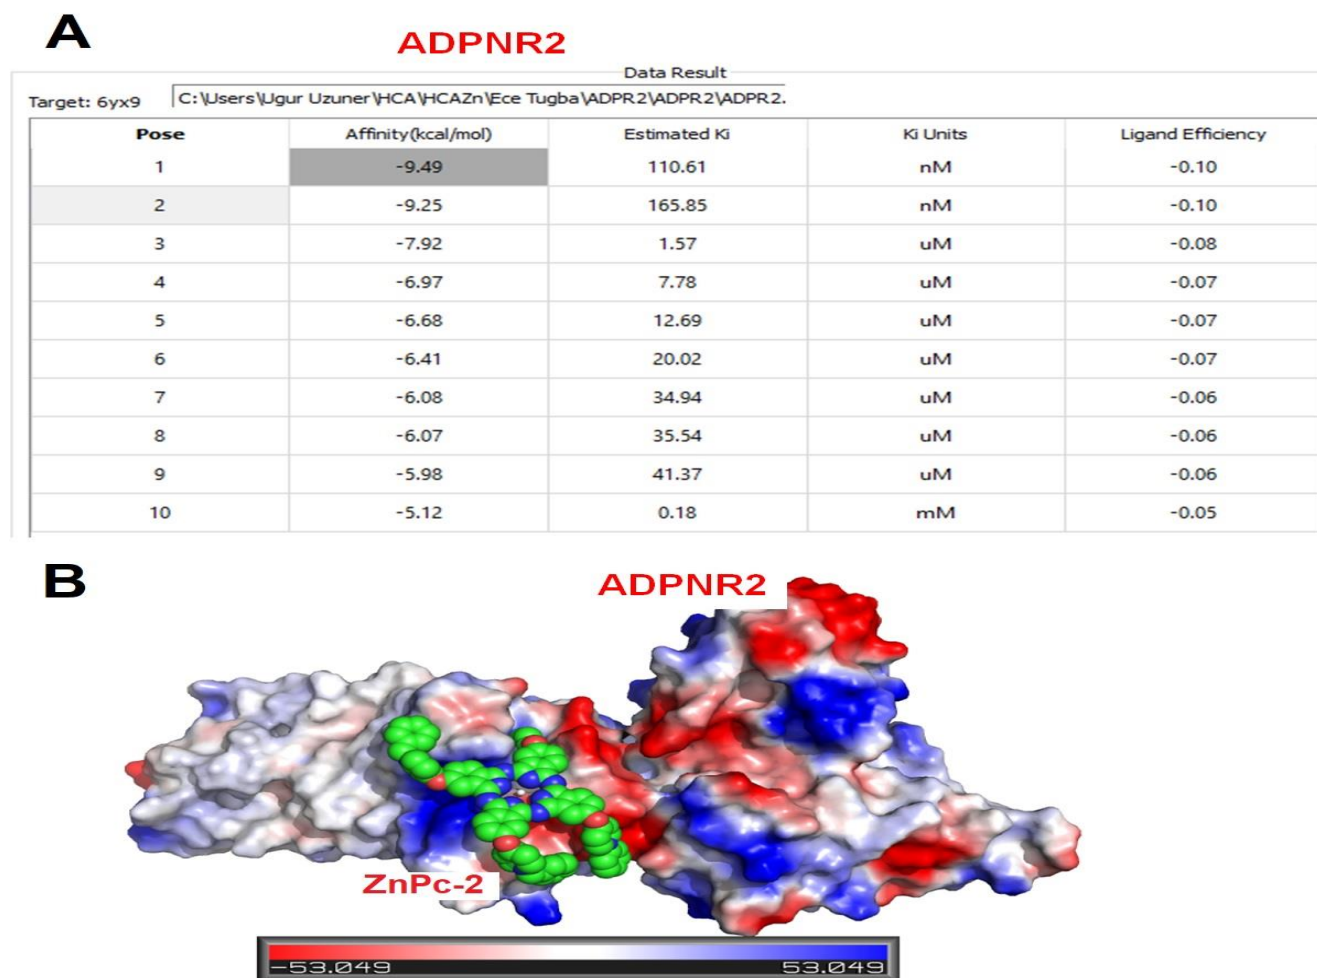 A
ADPNR2
Data Result
Target: 6yx9 C:\Users\Ugur Uzuner\HCA\HCAZn\Ece Tugba\ADPR2\ADPR2\ADPR2.
Pose Affinity(kcal/mol) Estimated Ki Ki Units Ligand Efficiency
1 -9.49 110.61 nM -0.10
2 -9.25 165.85 nM -0.10
3 -7.92 1.57 uM -0.08
4 -6.97 7.78 uM -0.07
5 -6.68 12.69 uM -0.07
6 -6.41 20.02 uM -0.07
7 -6.08 34.94 uM -0.06
8 -6.07 35.54 uM -0.06
9 -5.98 41.37 uM -0.06
10 -5.12 0.18 mM -0.05
B
ADPNR2
ZnPc-2
-53.049 53.049